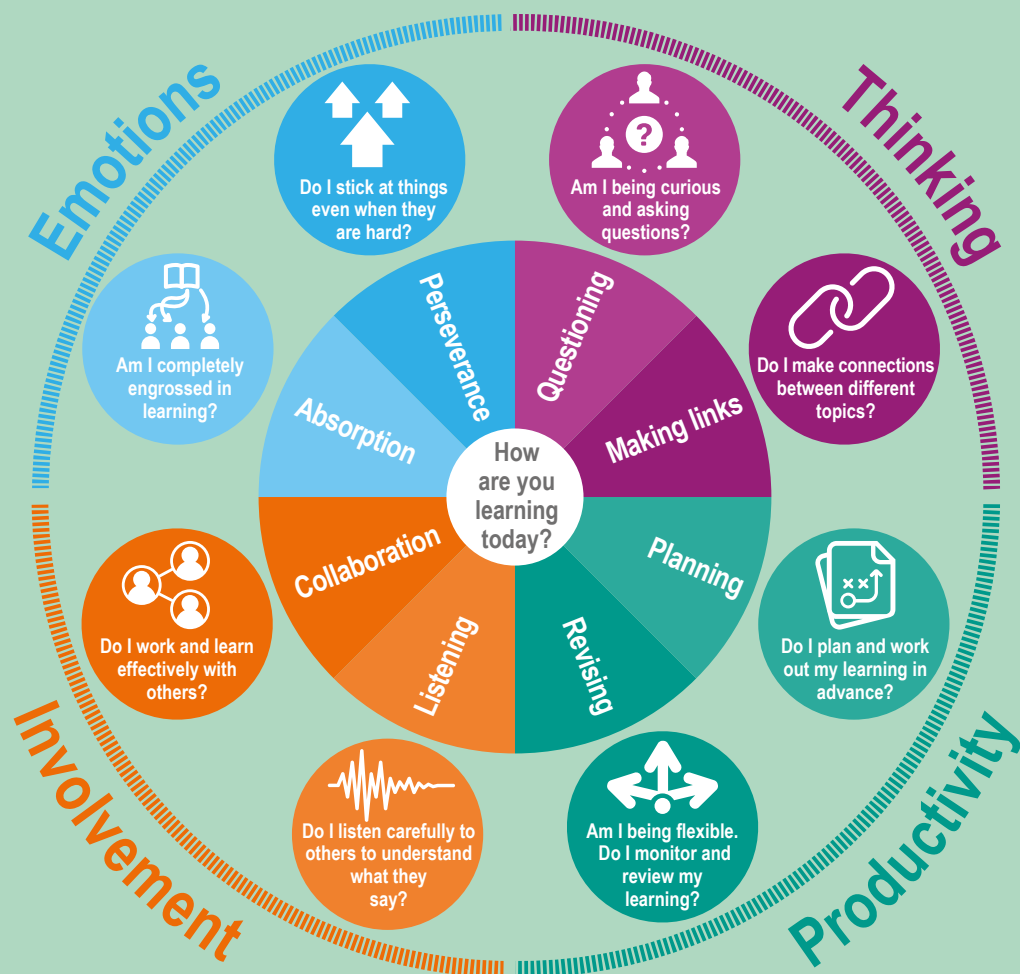 Emotions
Thinking
Do I stick at things
even when they
are hard?
?
Am I being curious
and asking
questions?
Am I completely
engrossed in
learning?
Do I make connections
between different
topics?
Perseverance
Questioning
Absorption
Making links
How
are you
learning
today?
Collaboration
Planning
Listening
Revising
Do I work and learn
effectively with
others?
Do I plan and work
out my learning in
advance?
Do I listen carefully to
others to understand
what they
say?
Am I being flexible.
Do I monitor and
review my
learning?
Involvement
Productivity